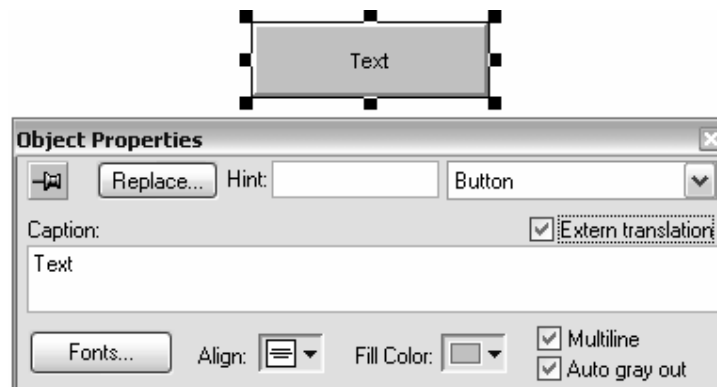 Text
Object Properties
Replace... Hint: Button
Caption: Extern translation
Text
Fonts... Align: Fill Color: Multiline
Auto gray out